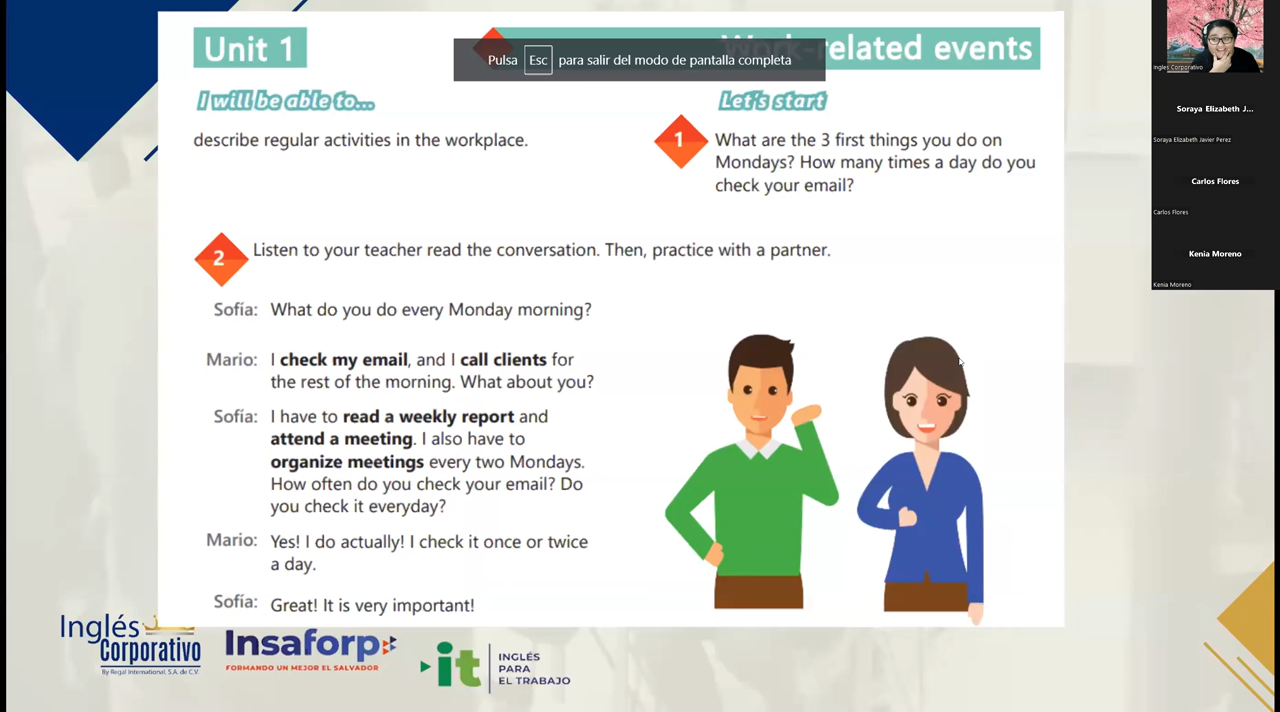 Unit 1
Work-related events
Pulsa Esc para salir del modo de pantalla completa
I will be able to...
describe regular activities in the workplace.
Let's start
1
What are the 3 first things you do on
Mondays? How many times a day do you
check your email?
2
Listen to your teacher read the conversation. Then, practice with a partner.
Sofía: What do you do every Monday morning?
Mario: I check my email, and I call clients for
the rest of the morning. What about you?
Sofía: I have to read a weekly report and
attend a meeting. I also have to
organize meetings every two Mondays.
How often do you check your email? Do
you check it everyday?
Mario: Yes! I do actually! I check it once or twice
a day.
Sofía: Great! It is very important!
Inglés
Corporativo
By Regal International, S.A. de C.V.
Insaforp
FORMANDO UN MEJOR EL SALVADOR
it
INGLÉS
PARA
EL TRABAJO
Ingles Corporativo
Soraya Elizabeth J...
Soraya Elizabeth Javier Perez
Carlos Flores
Carlos Flores
Kenia Moreno
Kenia Moreno